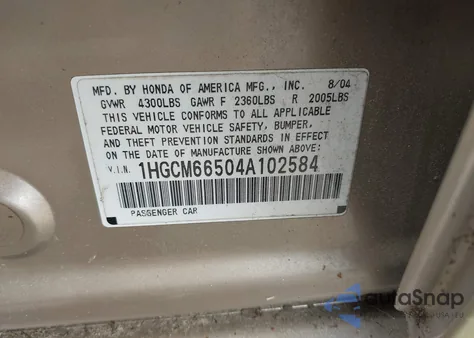 MFD. BY HONDA OF AMERICA MFG., INC. 8/04
GVWR 4300LBS GAWR F 2360LBS R 2005LBS
THIS VEHICLE CONFORMS TO ALL APPLICABLE
FEDERAL MOTOR VEHICLE SAFETY, BUMPER,
AND THEFT PREVENTION STANDARDS IN EFFECT
ON THE DATE OF MANUFACTURE SHOWN ABOVE:
V.I.N. 1HGCM66504A102584
PASSENGER CAR
autoSnap